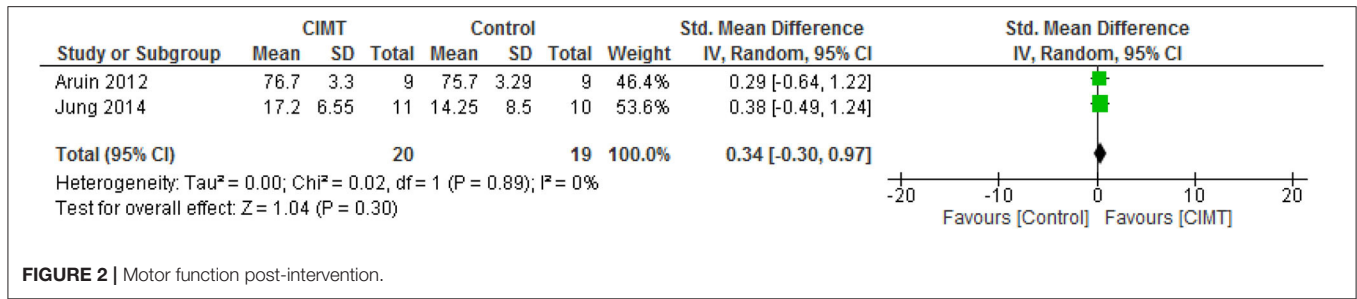 CIMT Control Std. Mean Difference Std. Mean Difference
Study or Subgroup Mean SD Total Mean SD Total Weight IV, Random, 95% CI IV, Random, 95% CI
Aruin 2012 76.7 3.3 9 75.7 3.29 9 46.4% 0.29 [-0.64, 1.22]
Jung 2014 17.2 6.55 11 14.25 8.5 10 53.6% 0.38 [-0.49, 1.24]
Total (95% CI) 20 19 100.0% 0.34 [-0.30, 0.97]
Heterogeneity: Tau² = 0.00; Chi² = 0.02, df = 1 (P = 0.89); I² = 0%
Test for overall effect: Z = 1.04 (P = 0.30)
-20 -10 0 10 20
Favours [Control] Favours [CIMT]
FIGURE 2 | Motor function post-intervention.